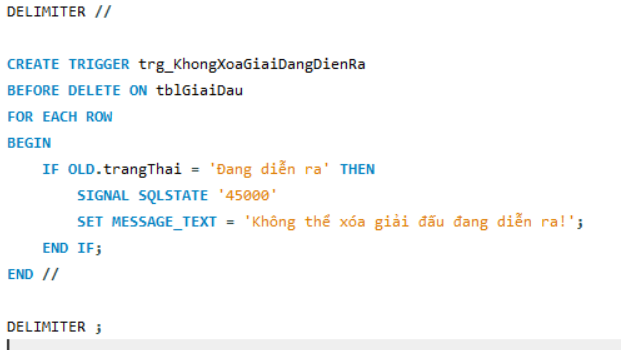 DELIMITER //
CREATE TRIGGER trg_KhongXoaGiaiDangDienRa
BEFORE DELETE ON tblGiaiDau
FOR EACH ROW
BEGIN
    IF OLD.trangThai = 'Đang diễn ra' THEN
        SIGNAL SQLSTATE '45000'
        SET MESSAGE_TEXT = 'Không thể xóa giải đấu đang diễn ra!';
    END IF;
END //
DELIMITER ;